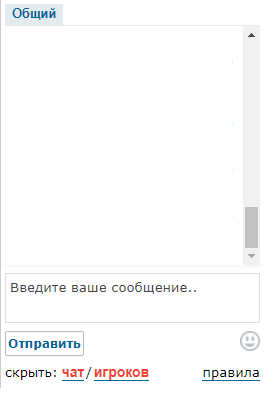 Общий
Введите ваше сообщение..
Отправить
скрыть: чат/игроков правила